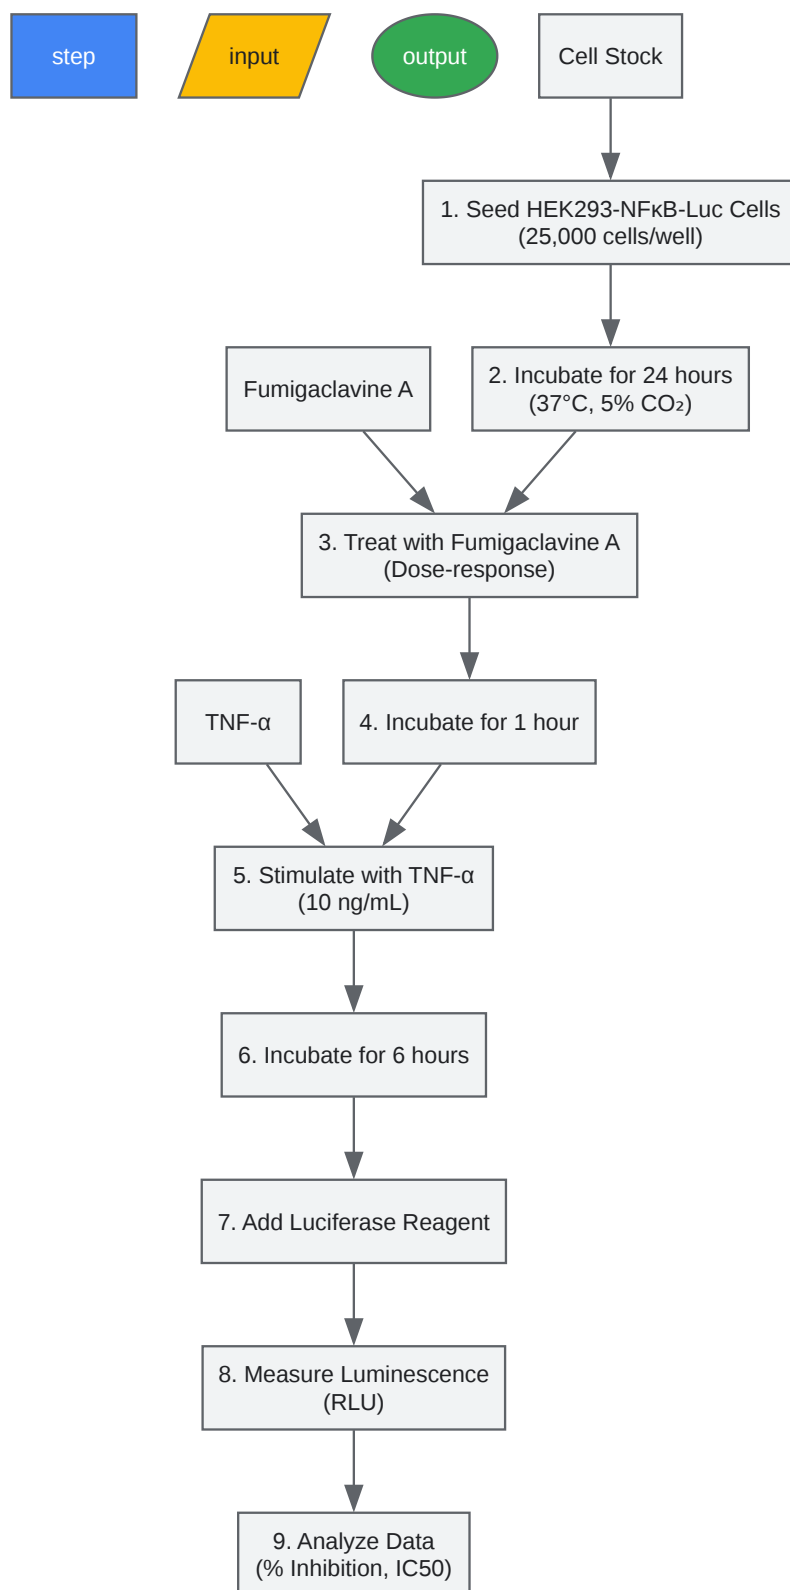 step
input
output
Cell Stock
1. Seed HEK293-NFκB-Luc Cells
(25,000 cells/well)
Fumigaclavine A
2. Incubate for 24 hours
(37°C, 5% CO₂)
3. Treat with Fumigaclavine A
(Dose-response)
TNF-α
4. Incubate for 1 hour
5. Stimulate with TNF-α
(10 ng/mL)
6. Incubate for 6 hours
7. Add Luciferase Reagent
8. Measure Luminescence
(RLU)
9. Analyze Data
(% Inhibition, IC50)